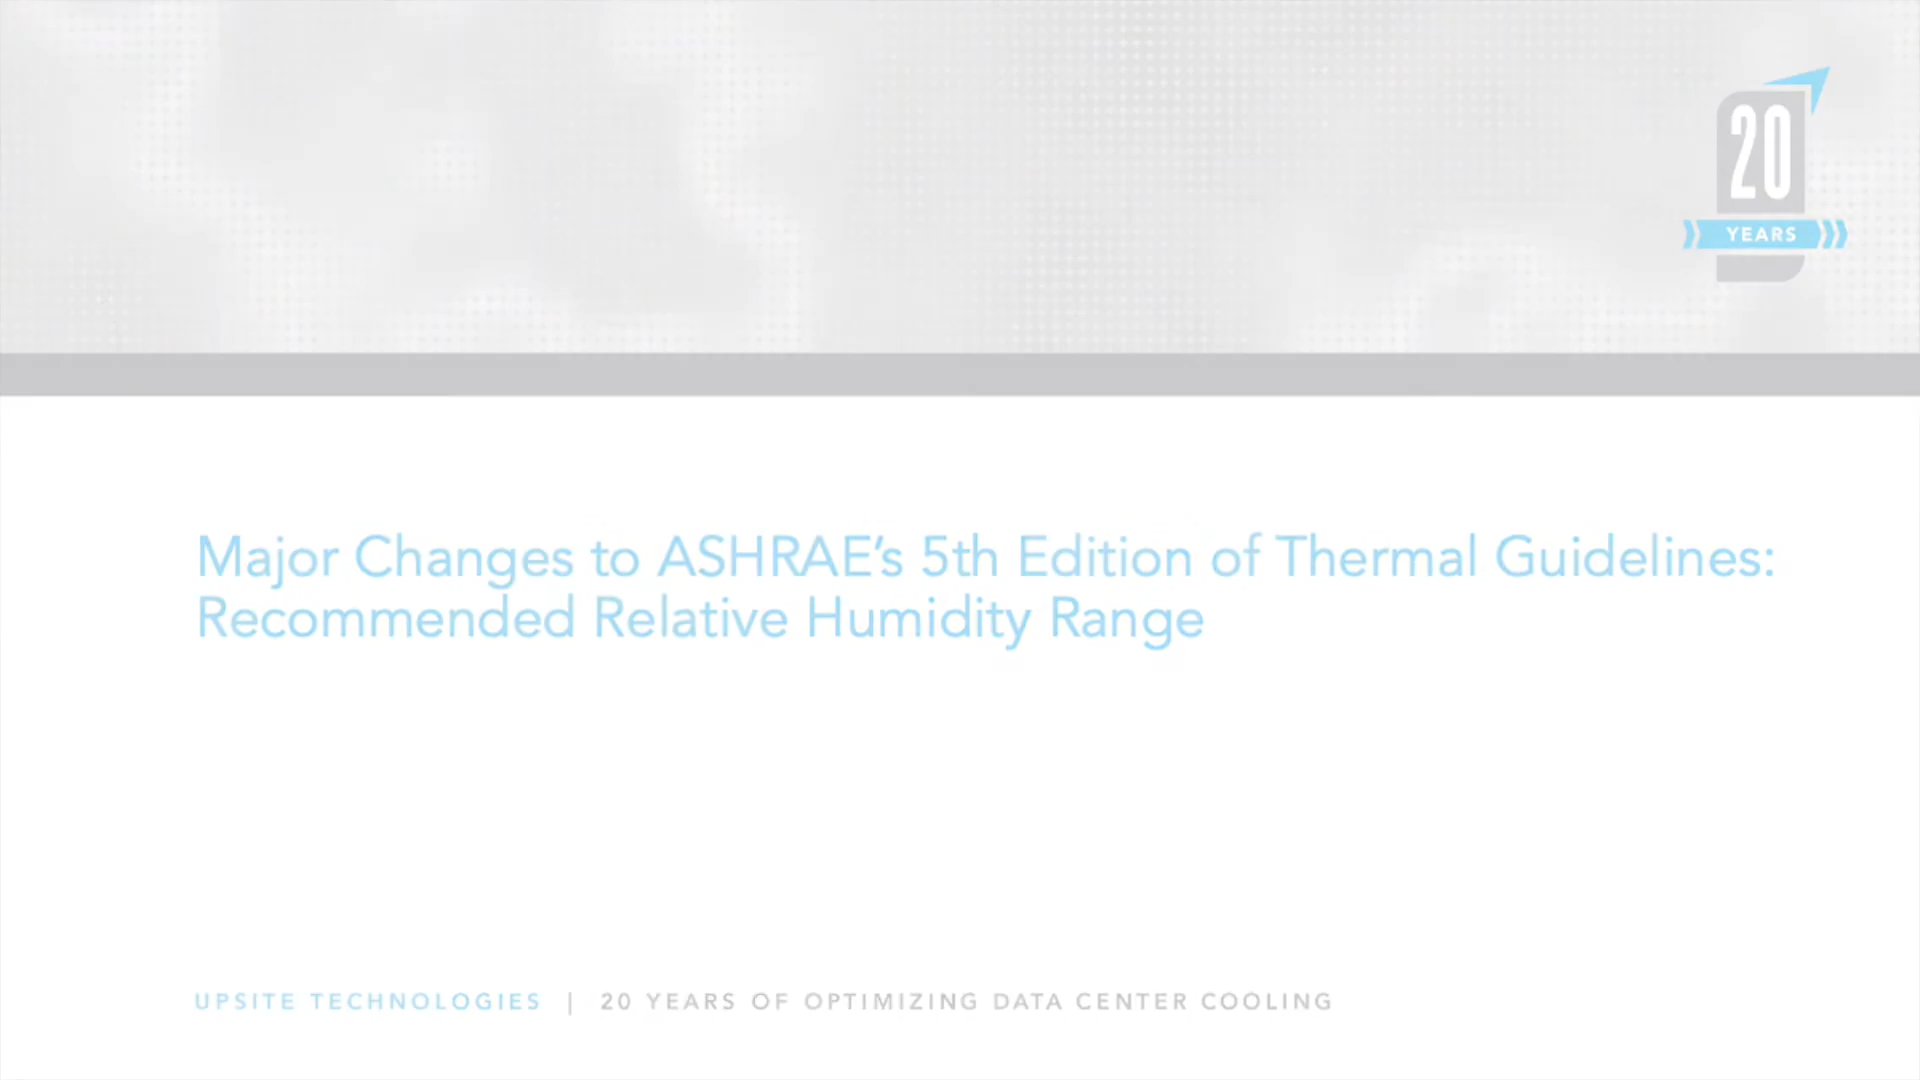 20
YEARS
Major Changes to ASHRAE’s 5th Edition of Thermal Guidelines:
Recommended Relative Humidity Range
UPSITE TECHNOLOGIES | 20 YEARS OF OPTIMIZING DATA CENTER COOLING